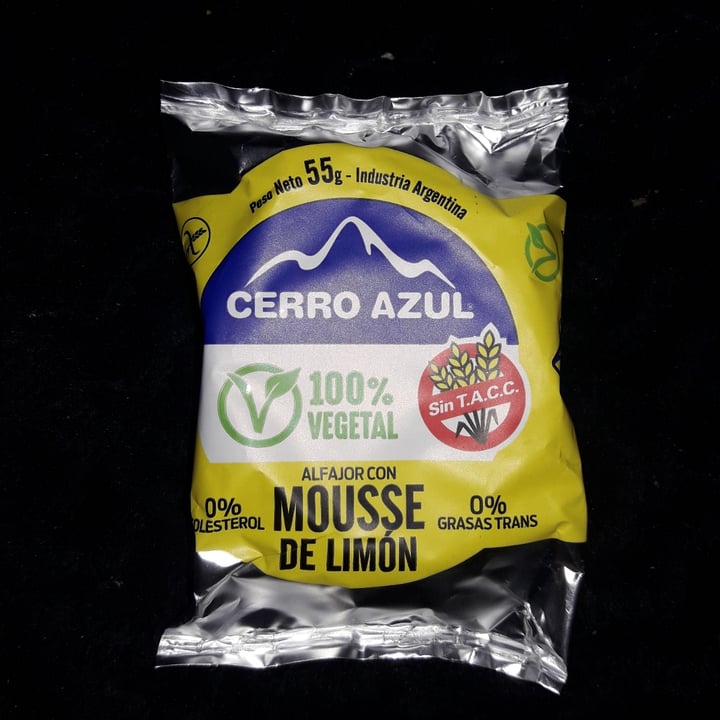 Peso Neto 55g - Industria Argentina
CERRO AZUL
100%
VEGETAL
Sin T.A.C.C.
ALFAJOR CON
MOUSSE
DE LIMÓN
0%
OLESTEROL
0%
GRASAS TRANS